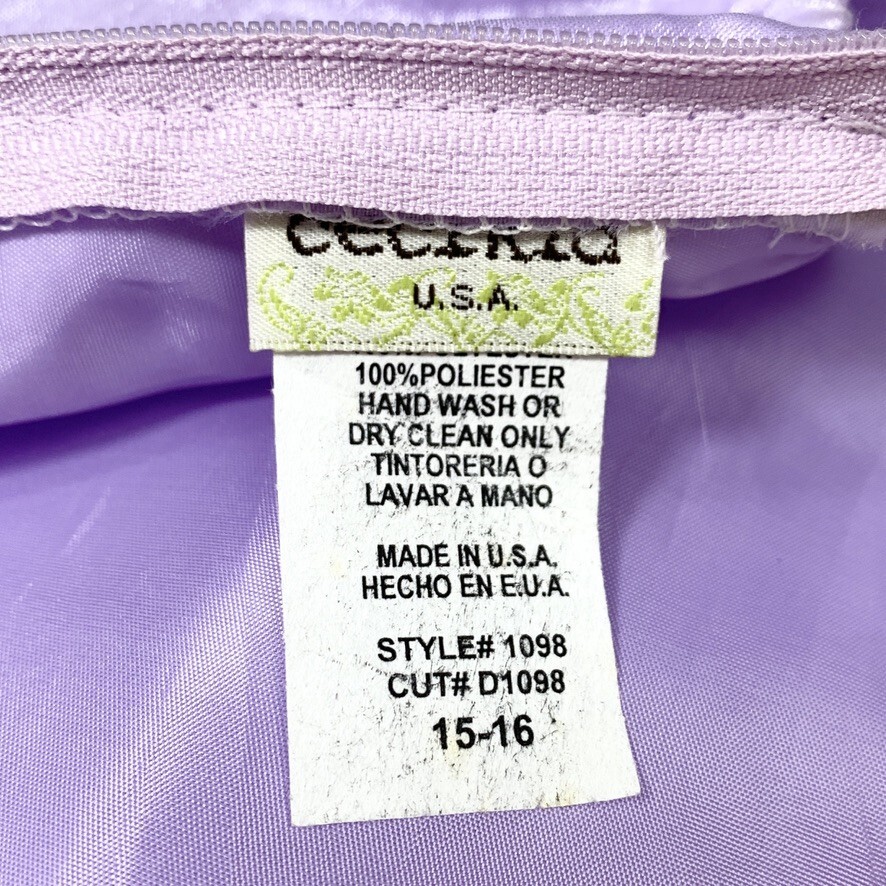 U.S.A.
100%POLIESTER
HAND WASH OR
DRY CLEAN ONLY
TINTORERIA O
LAVAR A MANO
MADE IN U.S.A.
HECHO EN E.U.A.
STYLE# 1098
CUT# D1098
15-16